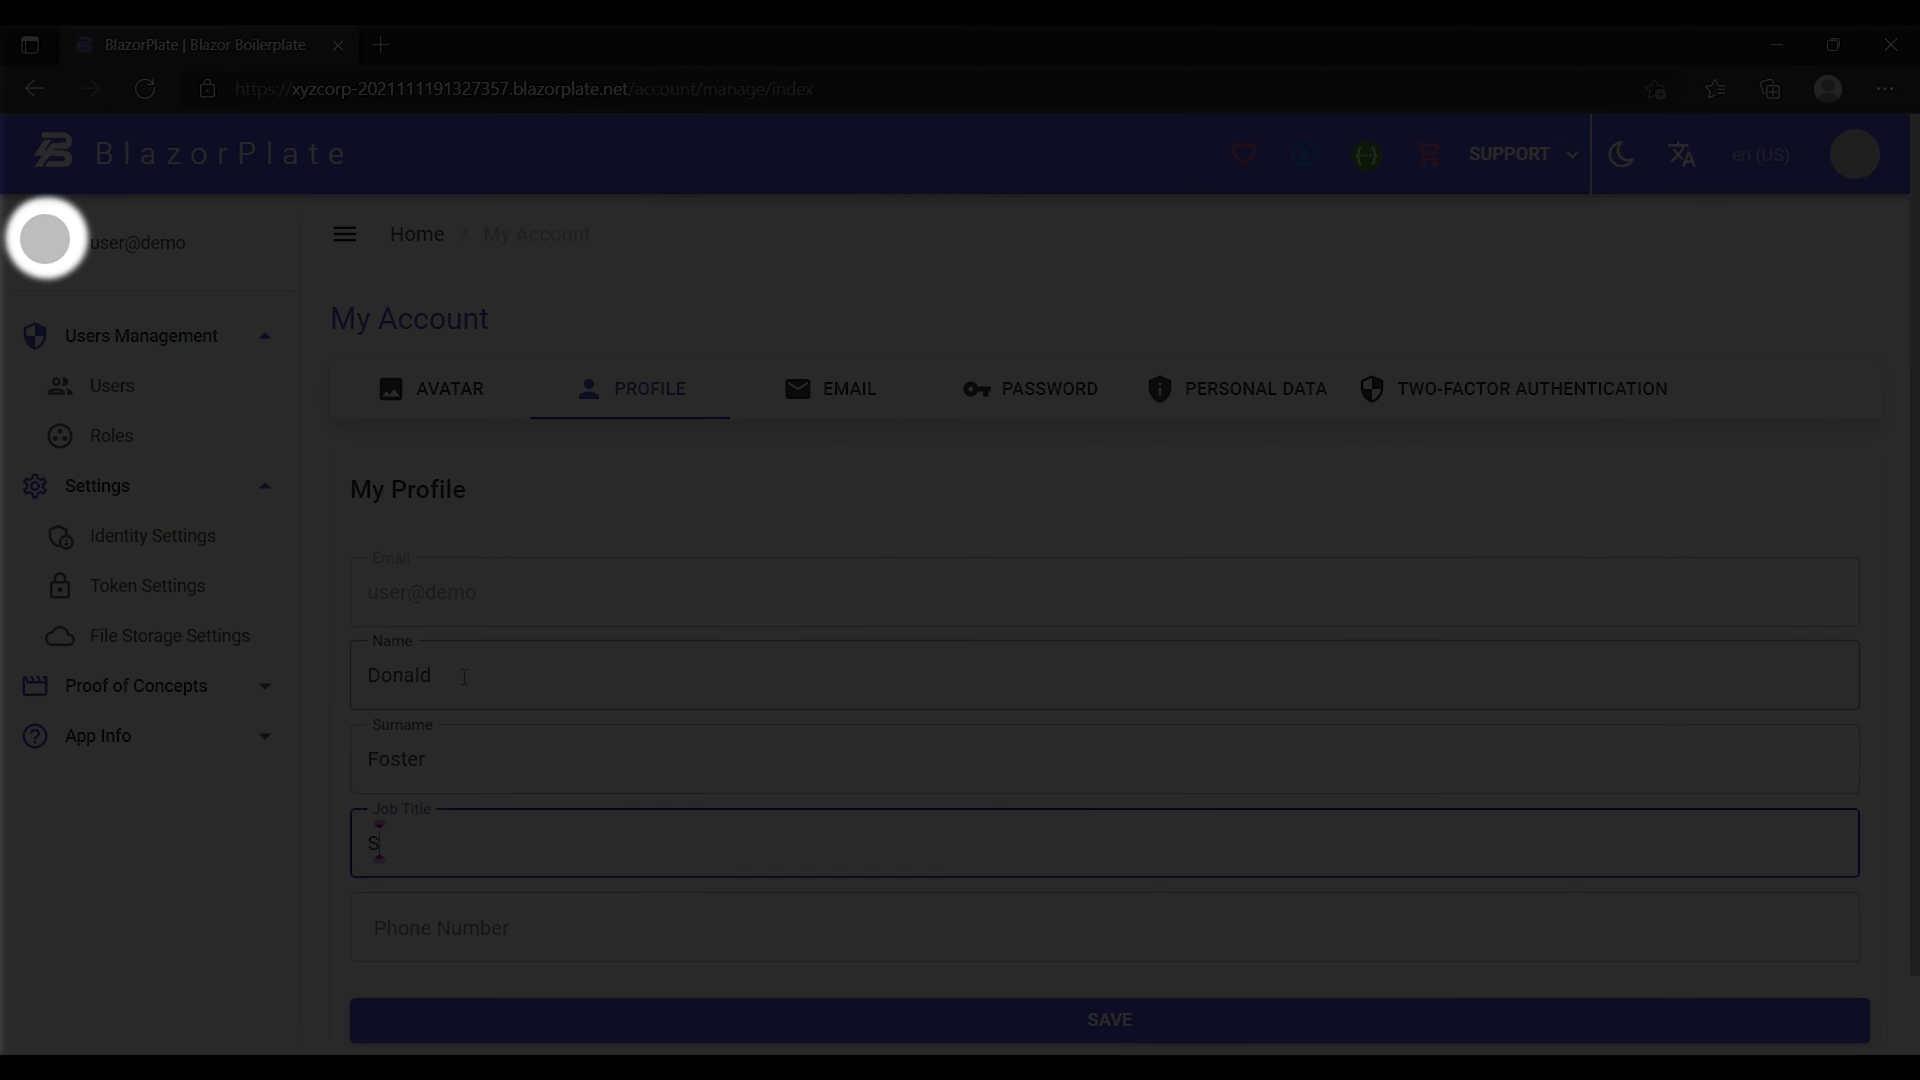 BlazorPlate | Blazor Boilerplate
https://xyzcorp-2021111191327357.blazorplate.net/account/manage/index
BlazorPlate
SUPPORT
en (US)
user@demo
Home / My Account
Users Management
My Account
Users
AVATAR
PROFILE
EMAIL
PASSWORD
PERSONAL DATA
TWO-FACTOR AUTHENTICATION
Roles
Settings
My Profile
Identity Settings
Email
Token Settings
user@demo
File Storage Settings
Name
Proof of Concepts
Donald
App Info
Surname
Foster
Job Title
S
Phone Number
SAVE